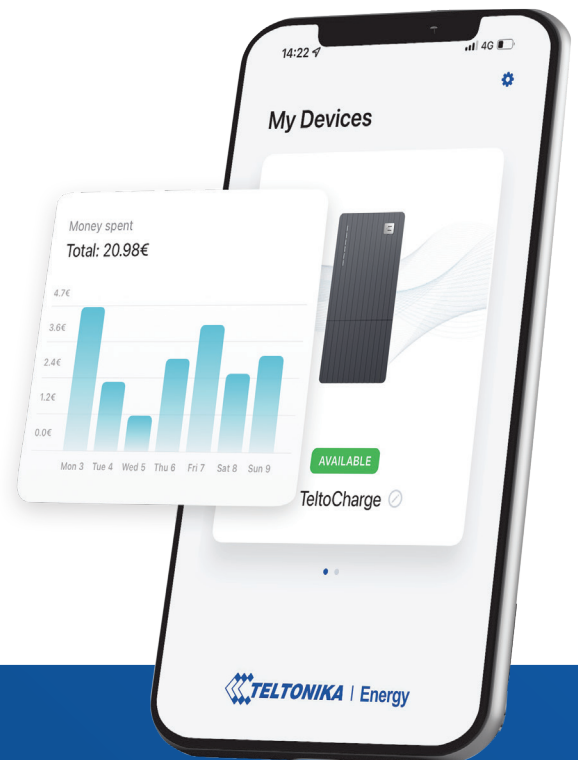 14:22
4G
My Devices
Money spent
Total: 20.98€
4.7€
3.6€
2.4€
1.2€
0.0€
Mon 3 Tue 4 Wed 5 Thu 6 Fri 7 Sat 8 Sun 9
AVAILABLE
TeltoCharge
TELTONIKA | Energy